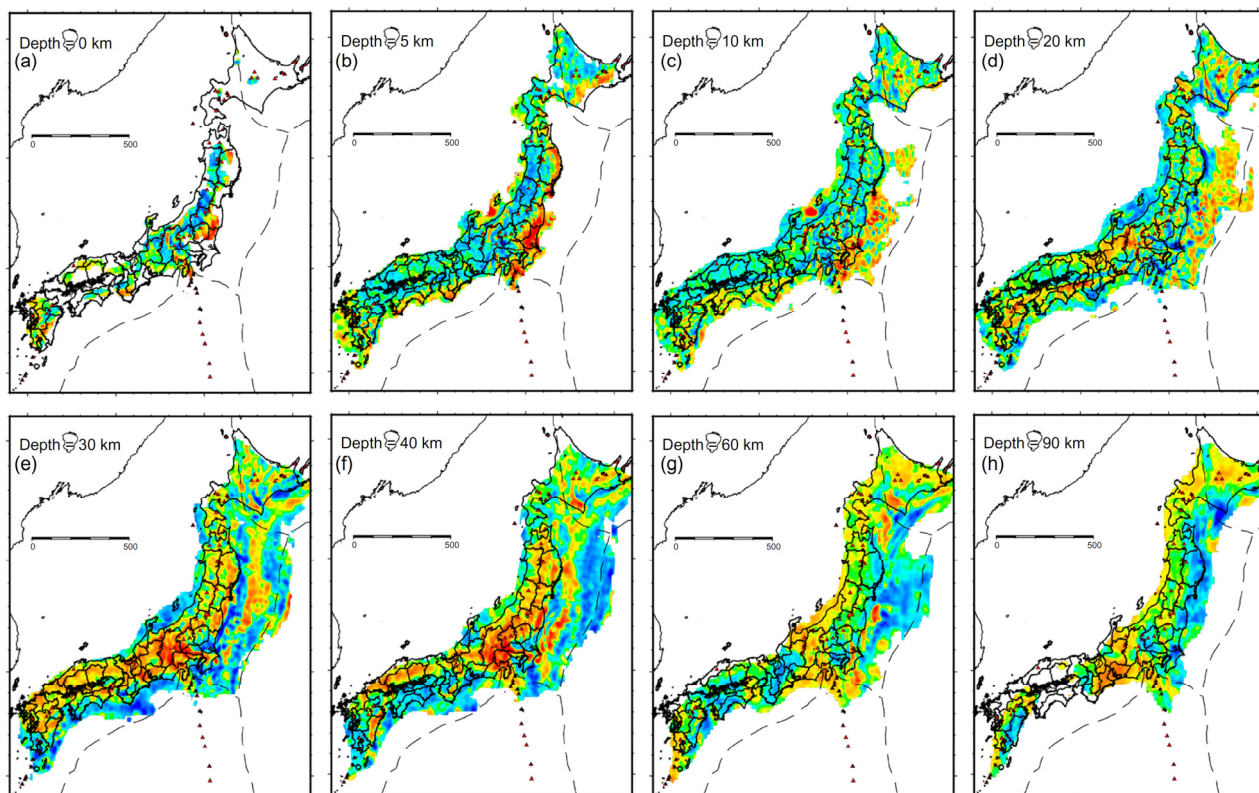 Depth 0 km
(a)
0 500
Depth 5 km
(b)
0 500
Depth 10 km
(c)
0 500
Depth 20 km
(d)
0 500
Depth 30 km
(e)
0 500
Depth 40 km
(f)
0 500
Depth 60 km
(g)
0 500
Depth 90 km
(h)
0 500